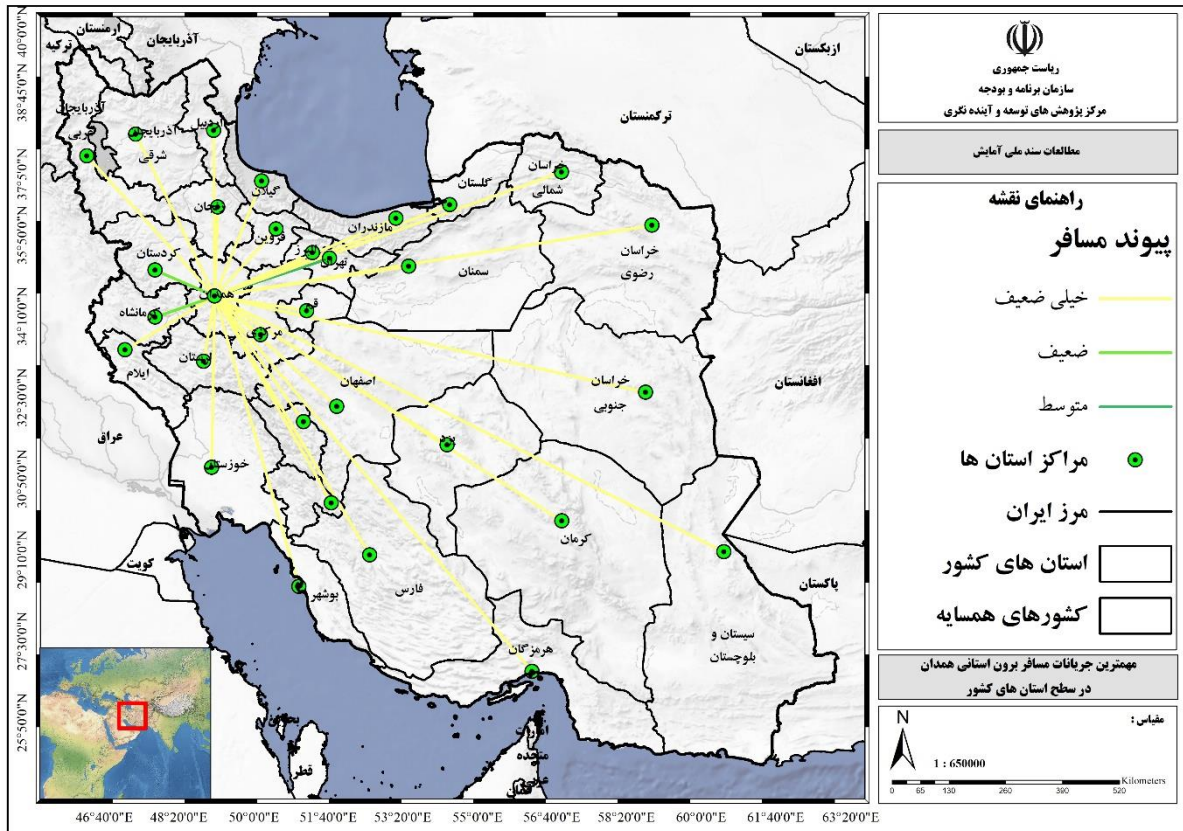 ریاست جمهوری
سازمان برنامه و بودجه
مرکز پژوهش های توسعه و آینده نگری
مطالعات سند ملی آمایش
راهنمای نقشه
پیوند مسافر
خیلی ضعیف
ضعیف
متوسط
مراکز استان ها
مرز ایران
استان های کشور
کشورهای همسایه
مهمترین جریانات مسافر برون استانی همدان
در سطح استان های کشور
مقیاس :
N
1 : 650000
Kilometers
0 65 130 260 390 520
ارمنستان
آذربایجان
ترکیه
ازبکستان
ترکمنستان
افغانستان
پاکستان
عراق
کویت
بحرین
قطر
امارات
متحده
عربی
عمان
آذربایجان
غربی
آذربایجان
شرقی
اردبیل
گیلان
زنجان
قزوین
البرز
تهران
مازندران
گلستان
خراسان
شمالی
خراسان
رضوی
سمنان
کردستان
همدان
کرمانشاه
قم
مرکزی
ایلام
لرستان
اصفهان
خراسان
جنوبی
یزد
خوزستان
کرمان
فارس
بوشهر
هرمزگان
سیستان و
بلوچستان
40°0'0"N
38°45'0"N
37°5'0"N
35°50'0"N
34°10'0"N
32°30'0"N
30°50'0"N
29°10'0"N
27°30'0"N
25°50'0"N
46°40'0"E
48°20'0"E
50°0'0"E
51°40'0"E
53°20'0"E
55°0'0"E
56°40'0"E
58°20'0"E
60°0'0"E
61°40'0"E
63°20'0"E